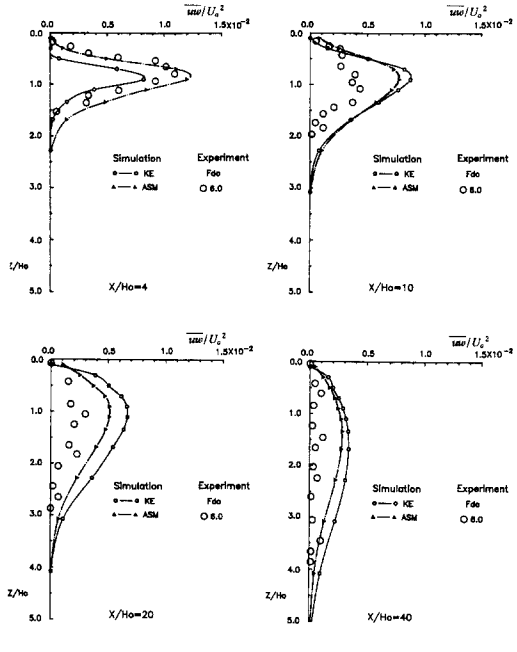 u̅w̅/U₀²
0.0 0.5 1.0 1.5X10⁻²
0.0
1.0
2.0
3.0
4.0
5.0
Simulation Experiment
KE Fdo
ASM 6.0
Z/Ho
X/Ho=4
u̅w̅/U₀²
0.0 0.5 1.0 1.5X10⁻²
0.0
1.0
2.0
3.0
4.0
5.0
Simulation Experiment
KE Fdo
ASM 6.0
Z/Ho
X/Ho=10
u̅w̅/U₀²
0.0 0.5 1.0 1.5X10⁻²
0.0
1.0
2.0
3.0
4.0
5.0
Simulation Experiment
KE Fdo
ASM 6.0
Z/Ho
X/Ho=20
u̅w̅/U₀²
0.0 0.5 1.0 1.5X10⁻²
0.0
1.0
2.0
3.0
4.0
5.0
Simulation Experiment
KE Fdo
ASM 6.0
Z/Ho
X/Ho=40